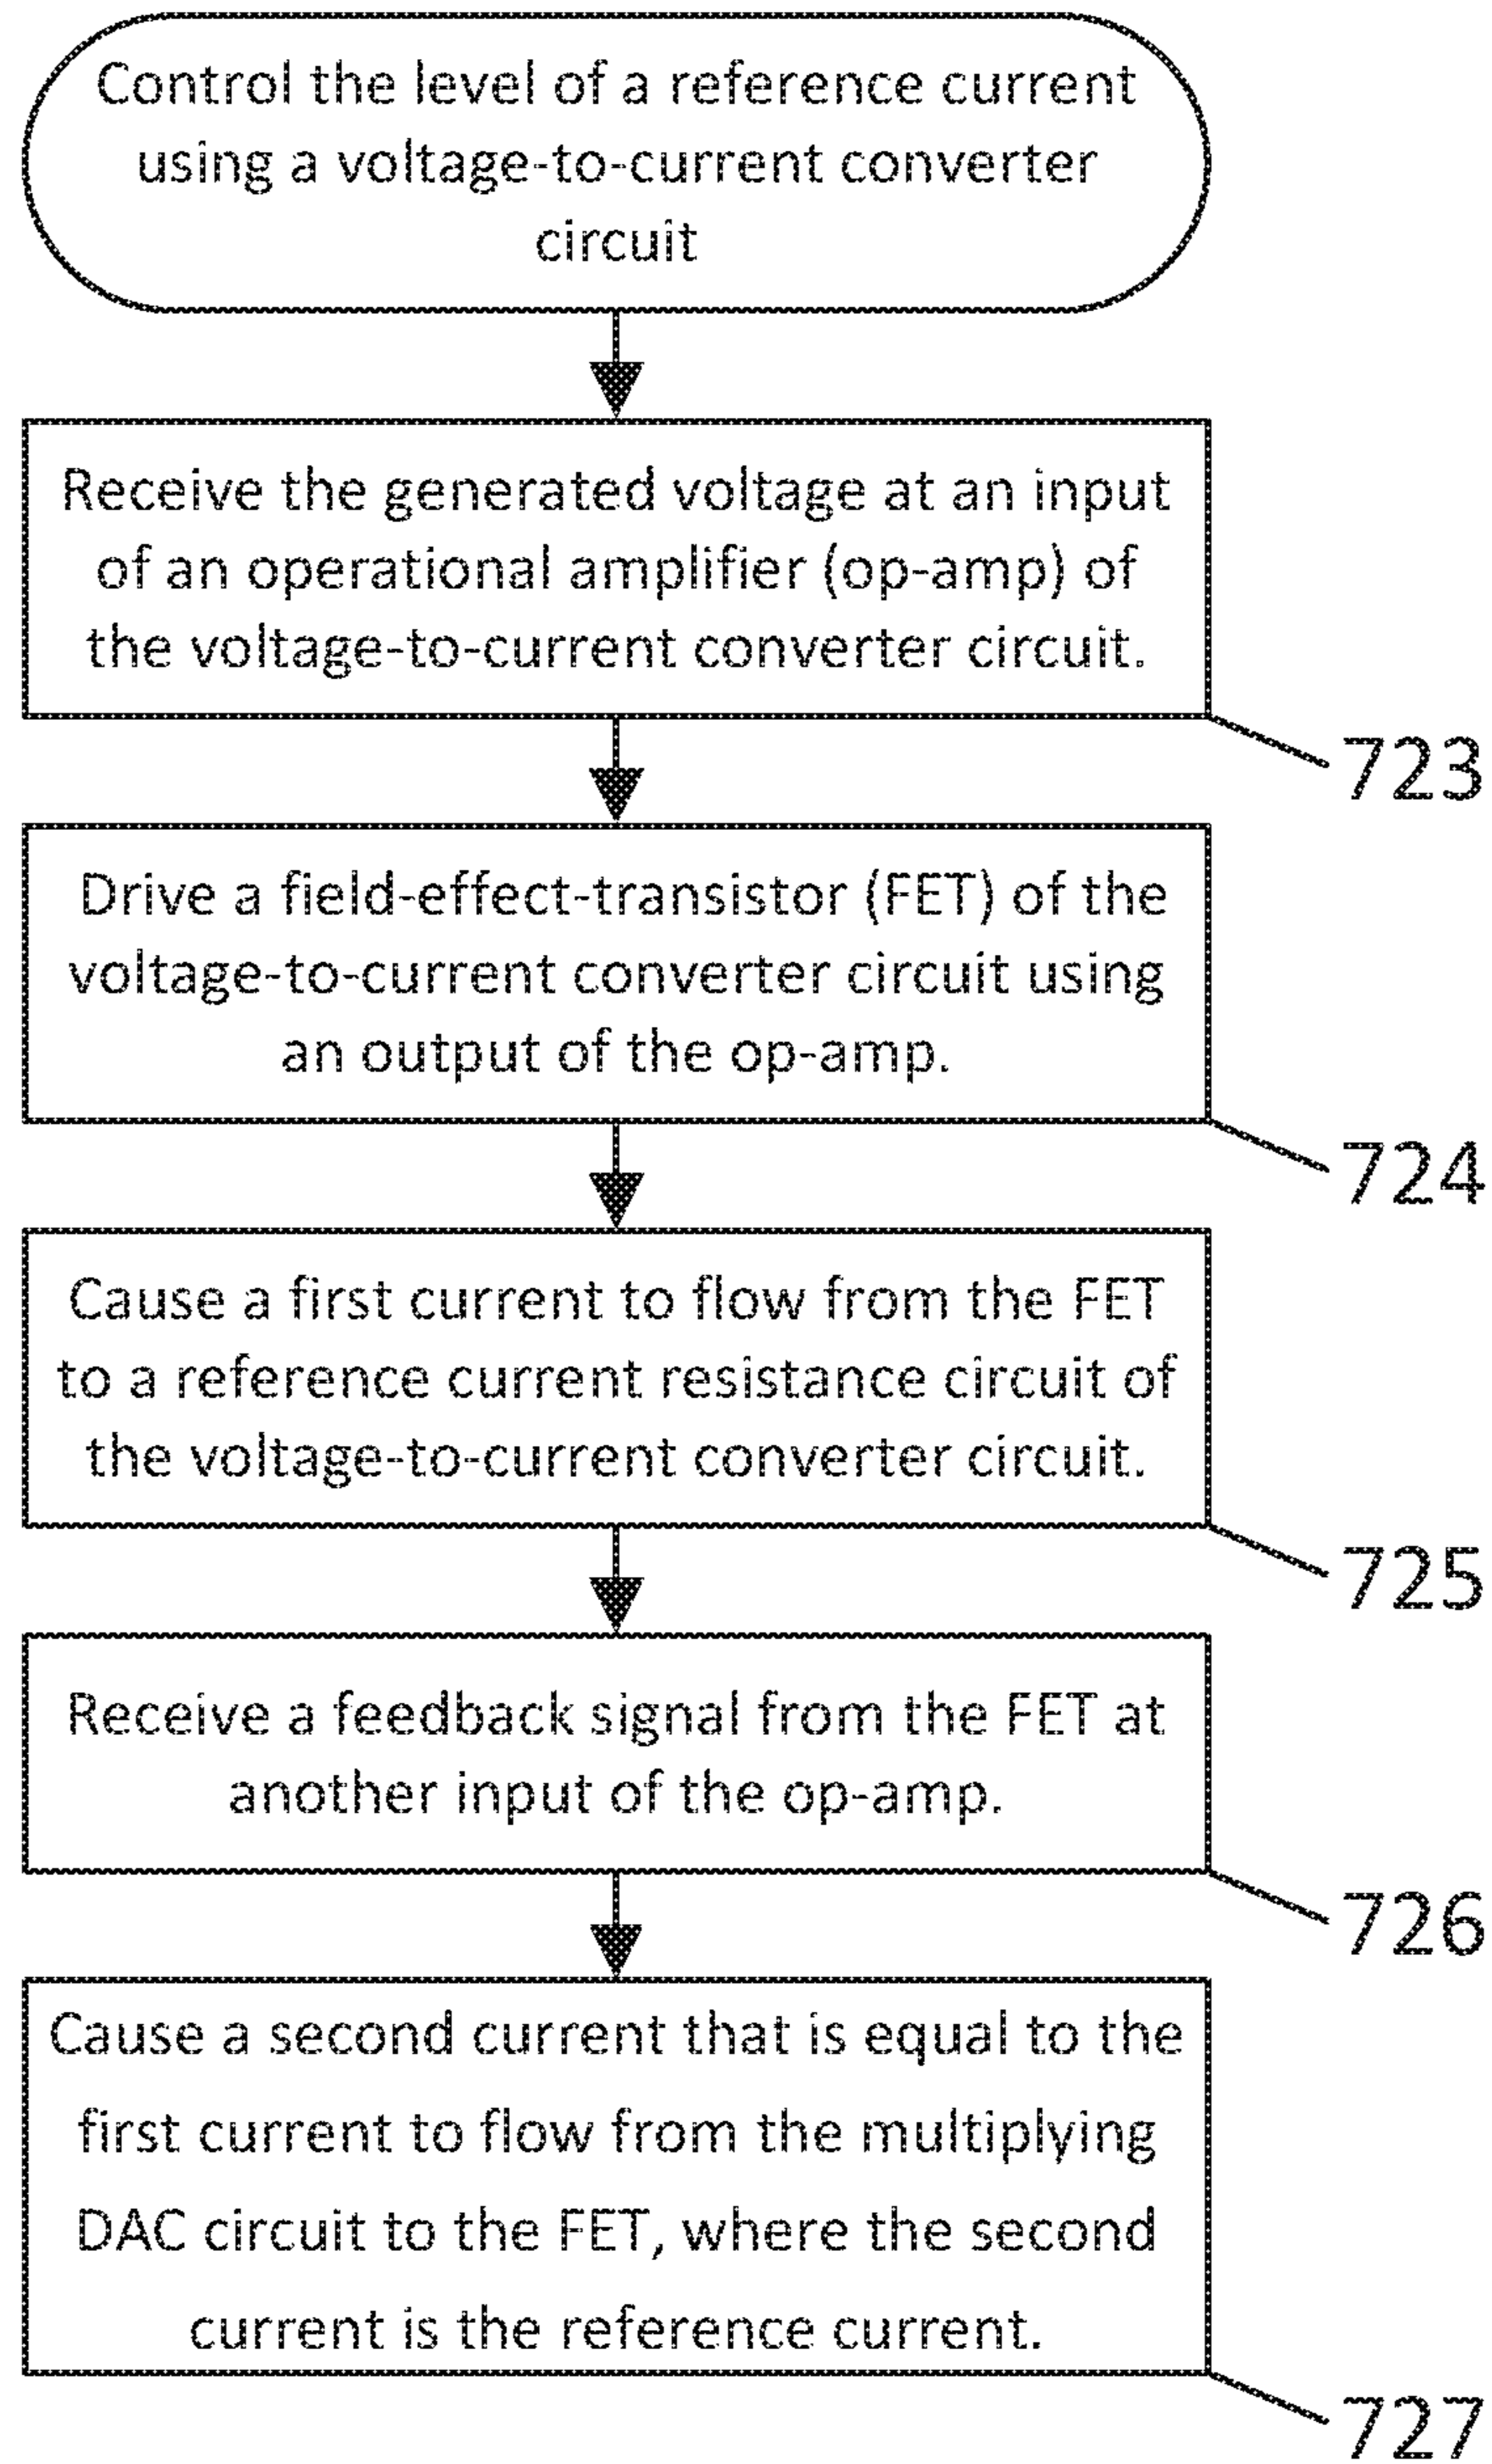 Control the level of a reference current
using a voltage-to-current converter
circuit
Receive the generated voltage at an input
of an operational amplifier (op-amp) of
the voltage-to-current converter circuit.
723
Drive a field-effect-transistor (FET) of the
voltage-to-current converter circuit using
an output of the op-amp.
724
Cause a first current to flow from the FET
to a reference current resistance circuit of
the voltage-to-current converter circuit.
725
Receive a feedback signal from the FET at
another input of the op-amp.
726
Cause a second current that is equal to the
first current to flow from the multiplying
DAC circuit to the FET, where the second
current is the reference current.
727